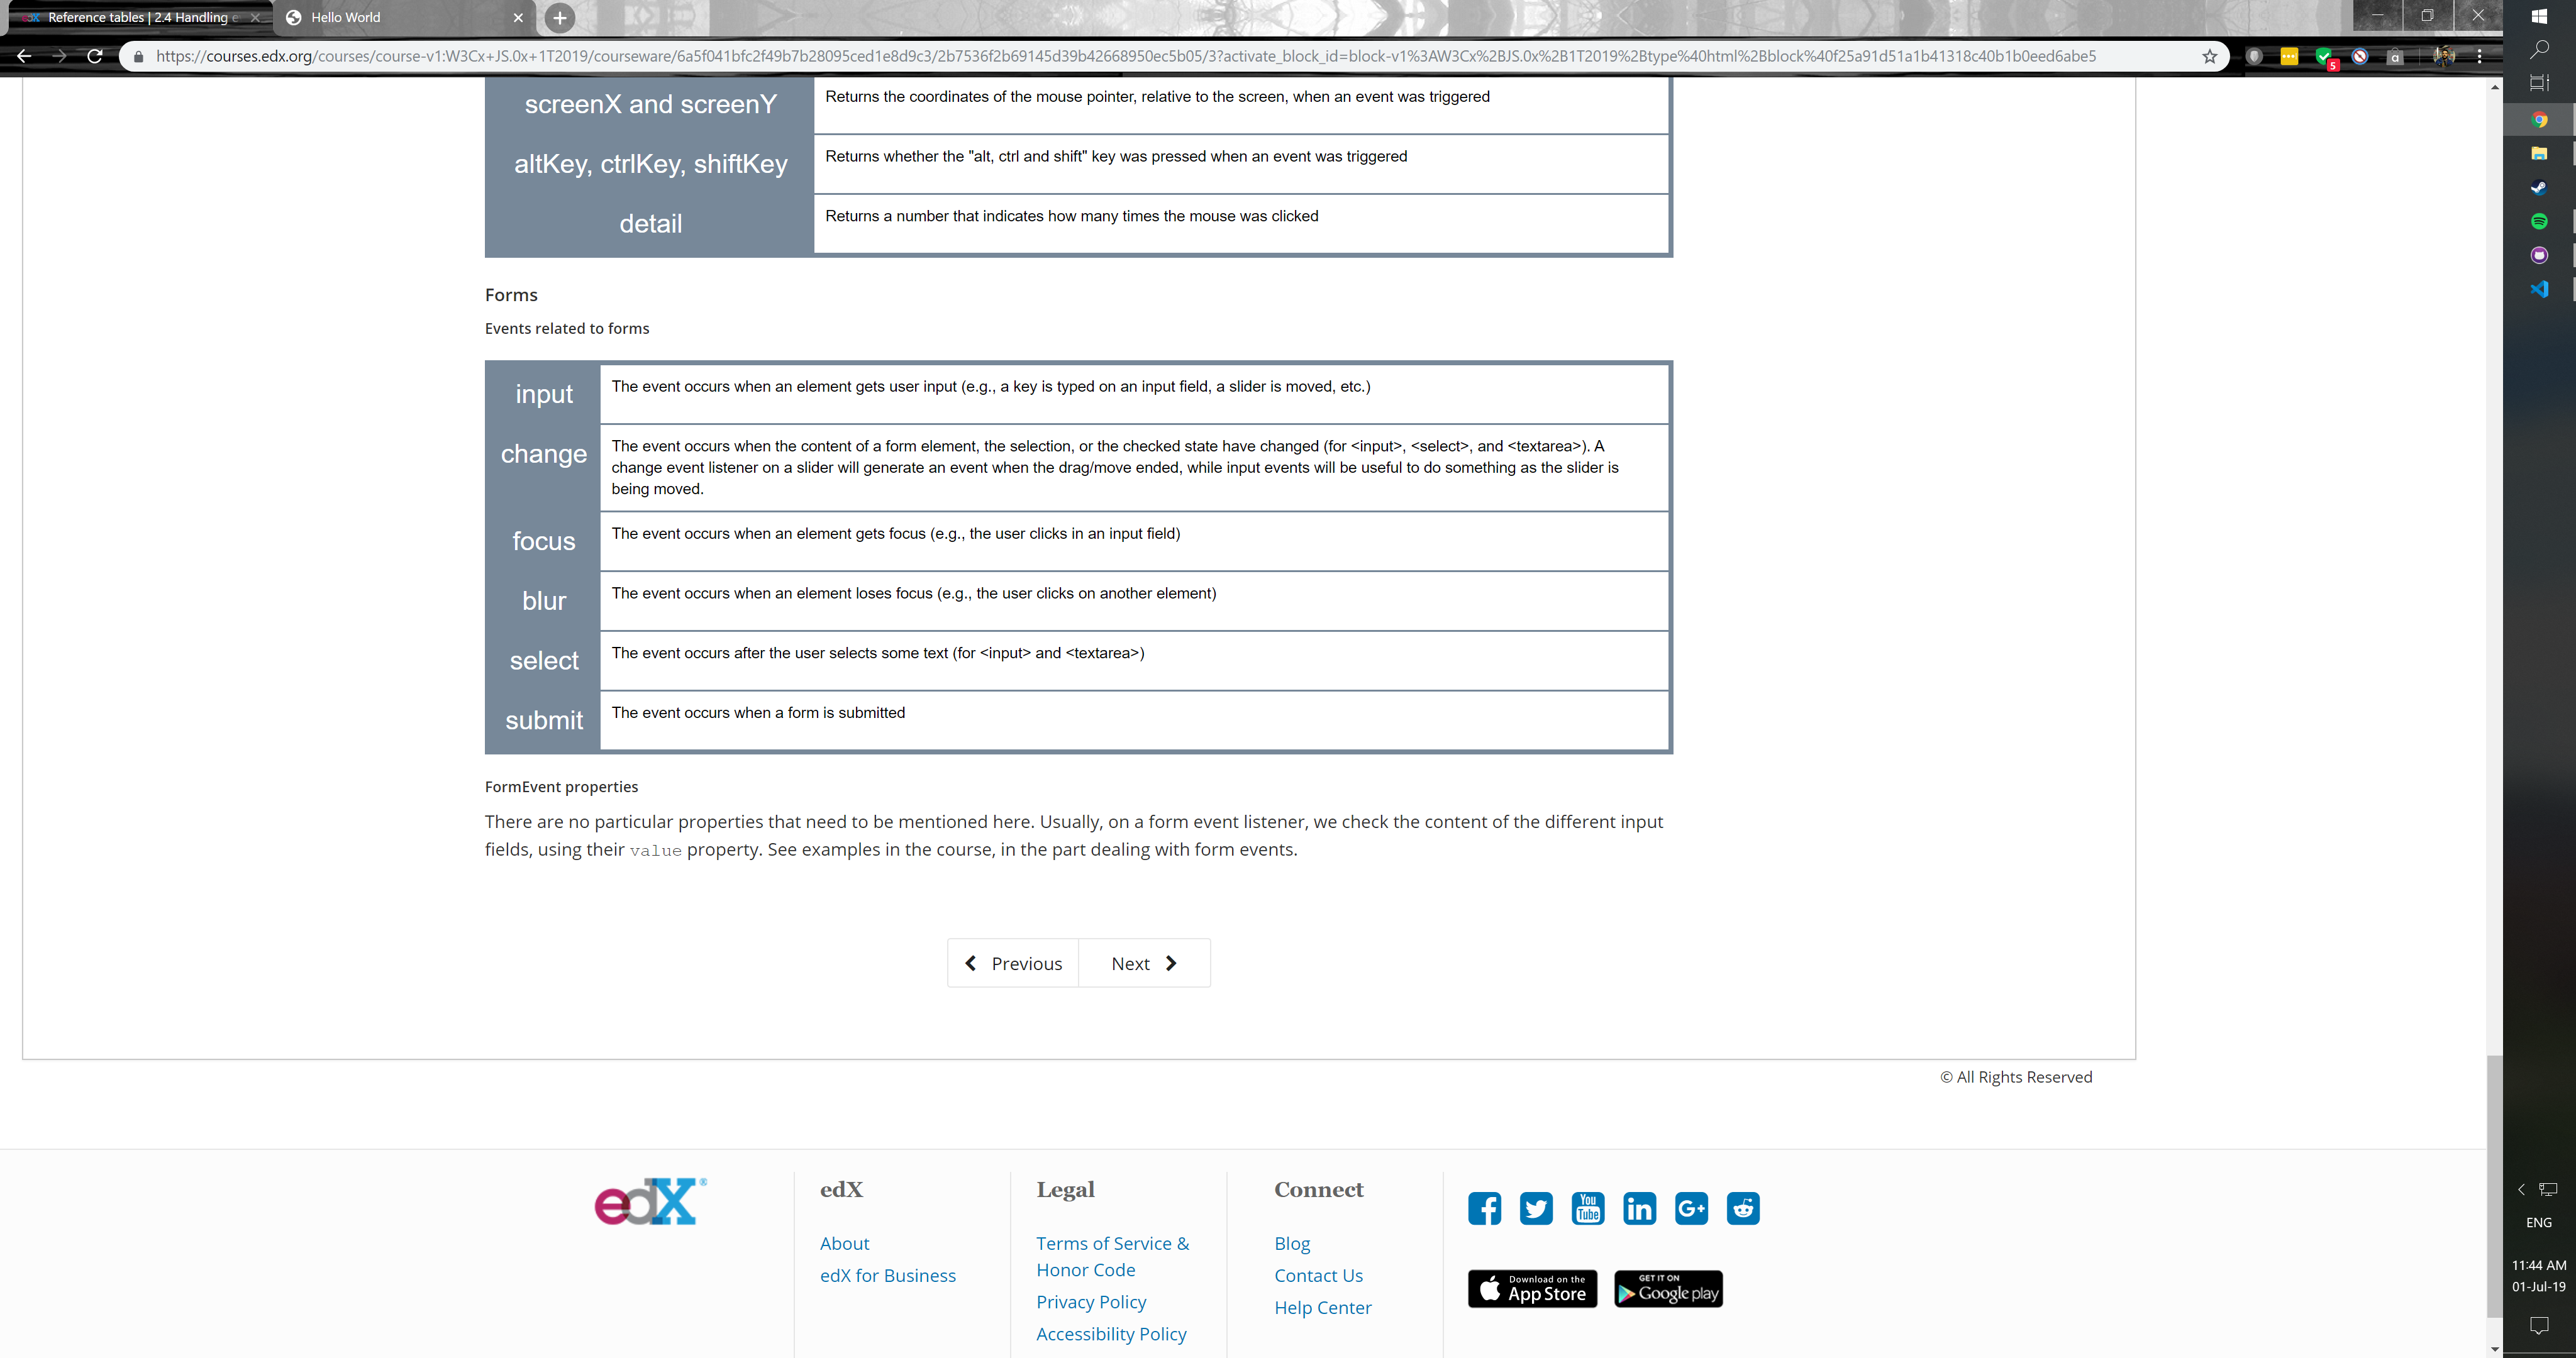 Reference tables | 2.4 Handling e
Hello World
https://courses.edx.org/courses/course-v1:W3Cx+JS.0x+1T2019/courseware/6a5f041bfc2f49b7b28095ced1e8d9c3/2b7536f2b69145d39b42668950ec5b05/3?activate_block_id=block-v1%3AW3Cx%2BJS.0x%2B1T2019%2Btype%40html%2Bblock%40f25a91d51a1b41318c40b1b0eed6abe5
5
screenX and screenY
Returns the coordinates of the mouse pointer, relative to the screen, when an event was triggered
altKey, ctrlKey, shiftKey
Returns whether the "alt, ctrl and shift" key was pressed when an event was triggered
detail
Returns a number that indicates how many times the mouse was clicked
Forms
Events related to forms
input
The event occurs when an element gets user input (e.g., a key is typed on an input field, a slider is moved, etc.)
change
The event occurs when the content of a form element, the selection, or the checked state have changed (for <input>, <select>, and <textarea>). A
change event listener on a slider will generate an event when the drag/move ended, while input events will be useful to do something as the slider is
being moved.
focus
The event occurs when an element gets focus (e.g., the user clicks in an input field)
blur
The event occurs when an element loses focus (e.g., the user clicks on another element)
select
The event occurs after the user selects some text (for <input> and <textarea>)
submit
The event occurs when a form is submitted
FormEvent properties
There are no particular properties that need to be mentioned here. Usually, on a form event listener, we check the content of the different input
fields, using their value property. See examples in the course, in the part dealing with form events.
Previous
Next
© All Rights Reserved
edX®
edX
About
edX for Business
Legal
Terms of Service &
Honor Code
Privacy Policy
Accessibility Policy
Connect
Blog
Contact Us
Help Center
You
Tube
in
G+
Download on the
App Store
GET IT ON
Google play
ENG
11:44 AM
01-Jul-19